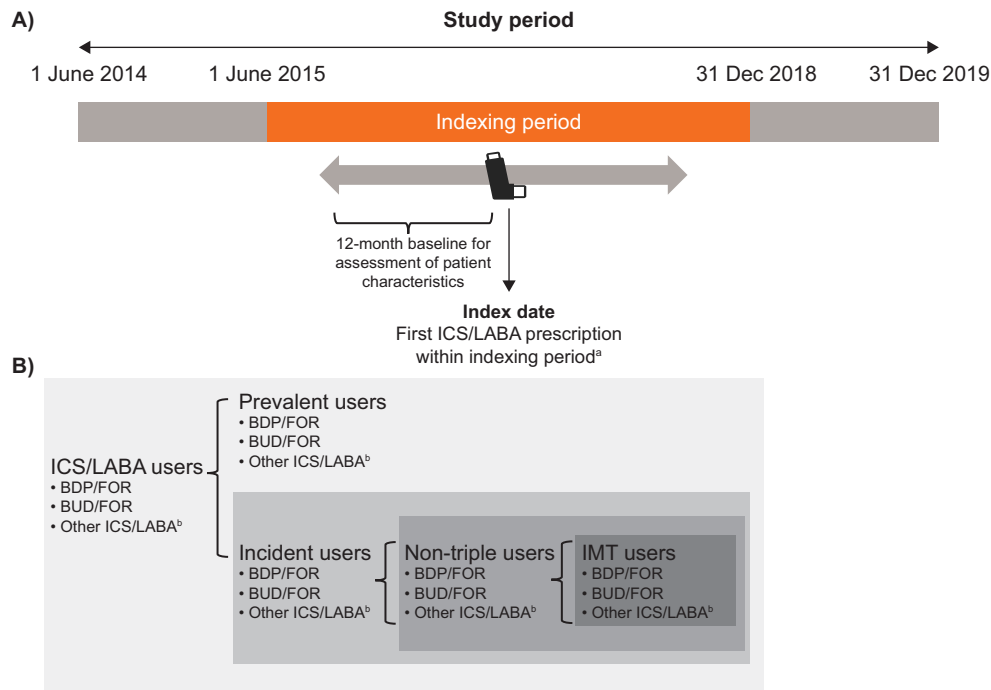 A)
Study period
1 June 2014
1 June 2015
31 Dec 2018
31 Dec 2019
Indexing period
12-month baseline for
assessment of patient
characteristics
Index date
First ICS/LABA prescription
within indexing periodᵃ
B)
ICS/LABA users
• BDP/FOR
• BUD/FOR
• Other ICS/LABAᵇ
Prevalent users
• BDP/FOR
• BUD/FOR
• Other ICS/LABAᵇ
Incident users
• BDP/FOR
• BUD/FOR
• Other ICS/LABAᵇ
Non-triple users
• BDP/FOR
• BUD/FOR
• Other ICS/LABAᵇ
IMT users
• BDP/FOR
• BUD/FOR
• Other ICS/LABAᵇ